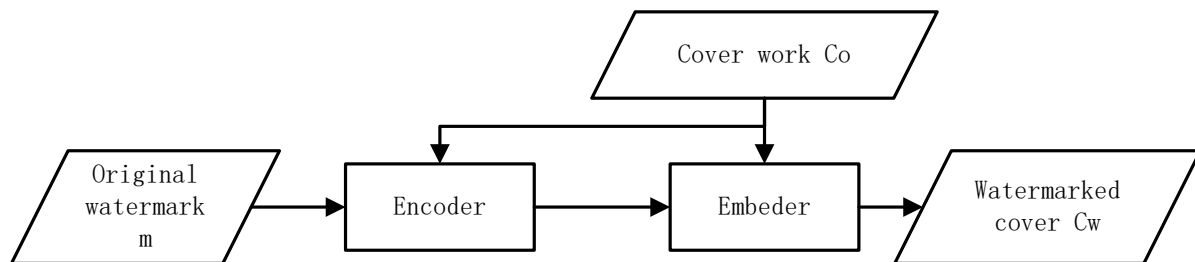 Cover work Co
Original
watermark
m
Encoder
Embeder
Watermarked
cover Cw